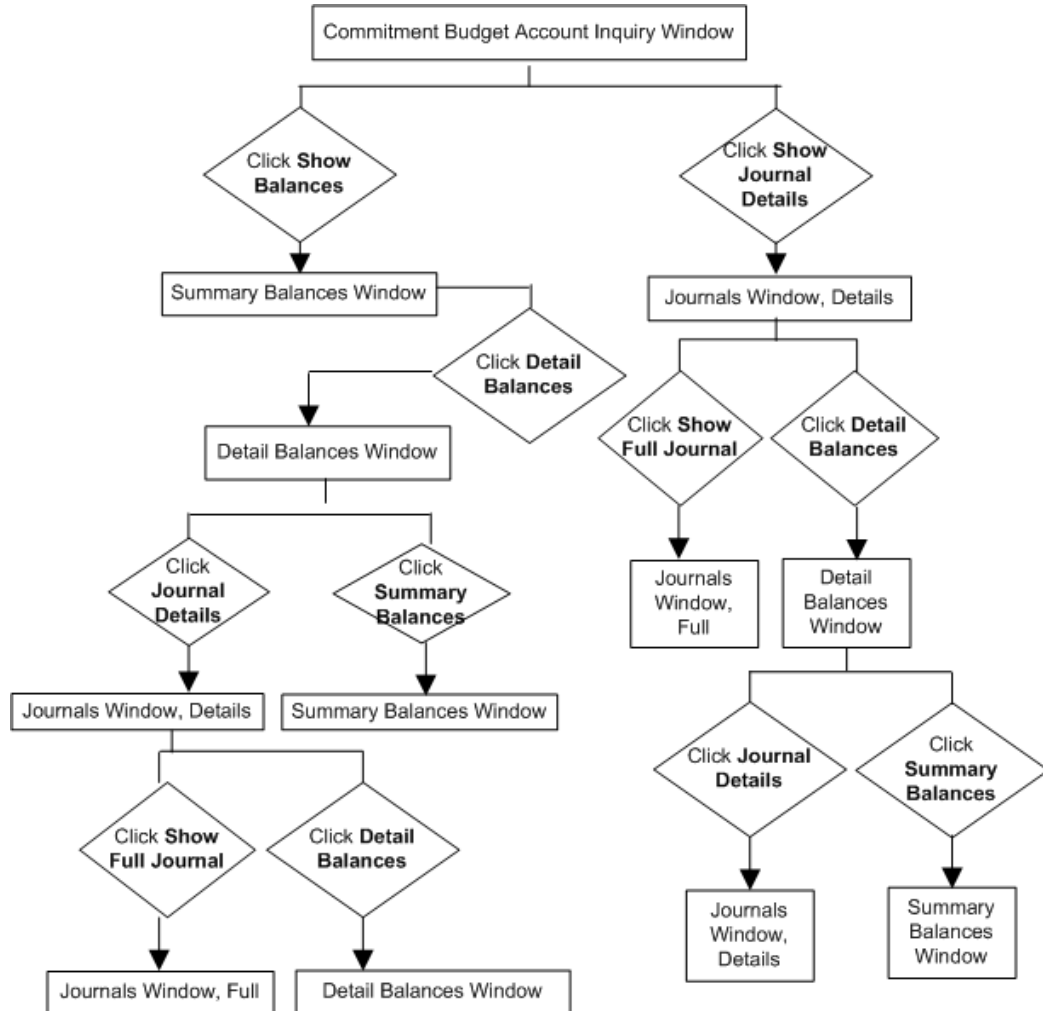 Commitment Budget Account Inquiry Window
Click Show
Balances
Click Show
Journal
Details
Summary Balances Window
Journals Window, Details
Click Detail
Balances
Click Show
Full Journal
Click Detail
Balances
Detail Balances Window
Click
Journal
Details
Click
Summary
Balances
Journals
Window,
Full
Detail
Balances
Window
Journals Window, Details
Summary Balances Window
Click Journal
Details
Click
Summary
Balances
Click Show
Full Journal
Click Detail
Balances
Journals
Window,
Details
Summary
Balances
Window
Journals Window, Full
Detail Balances Window